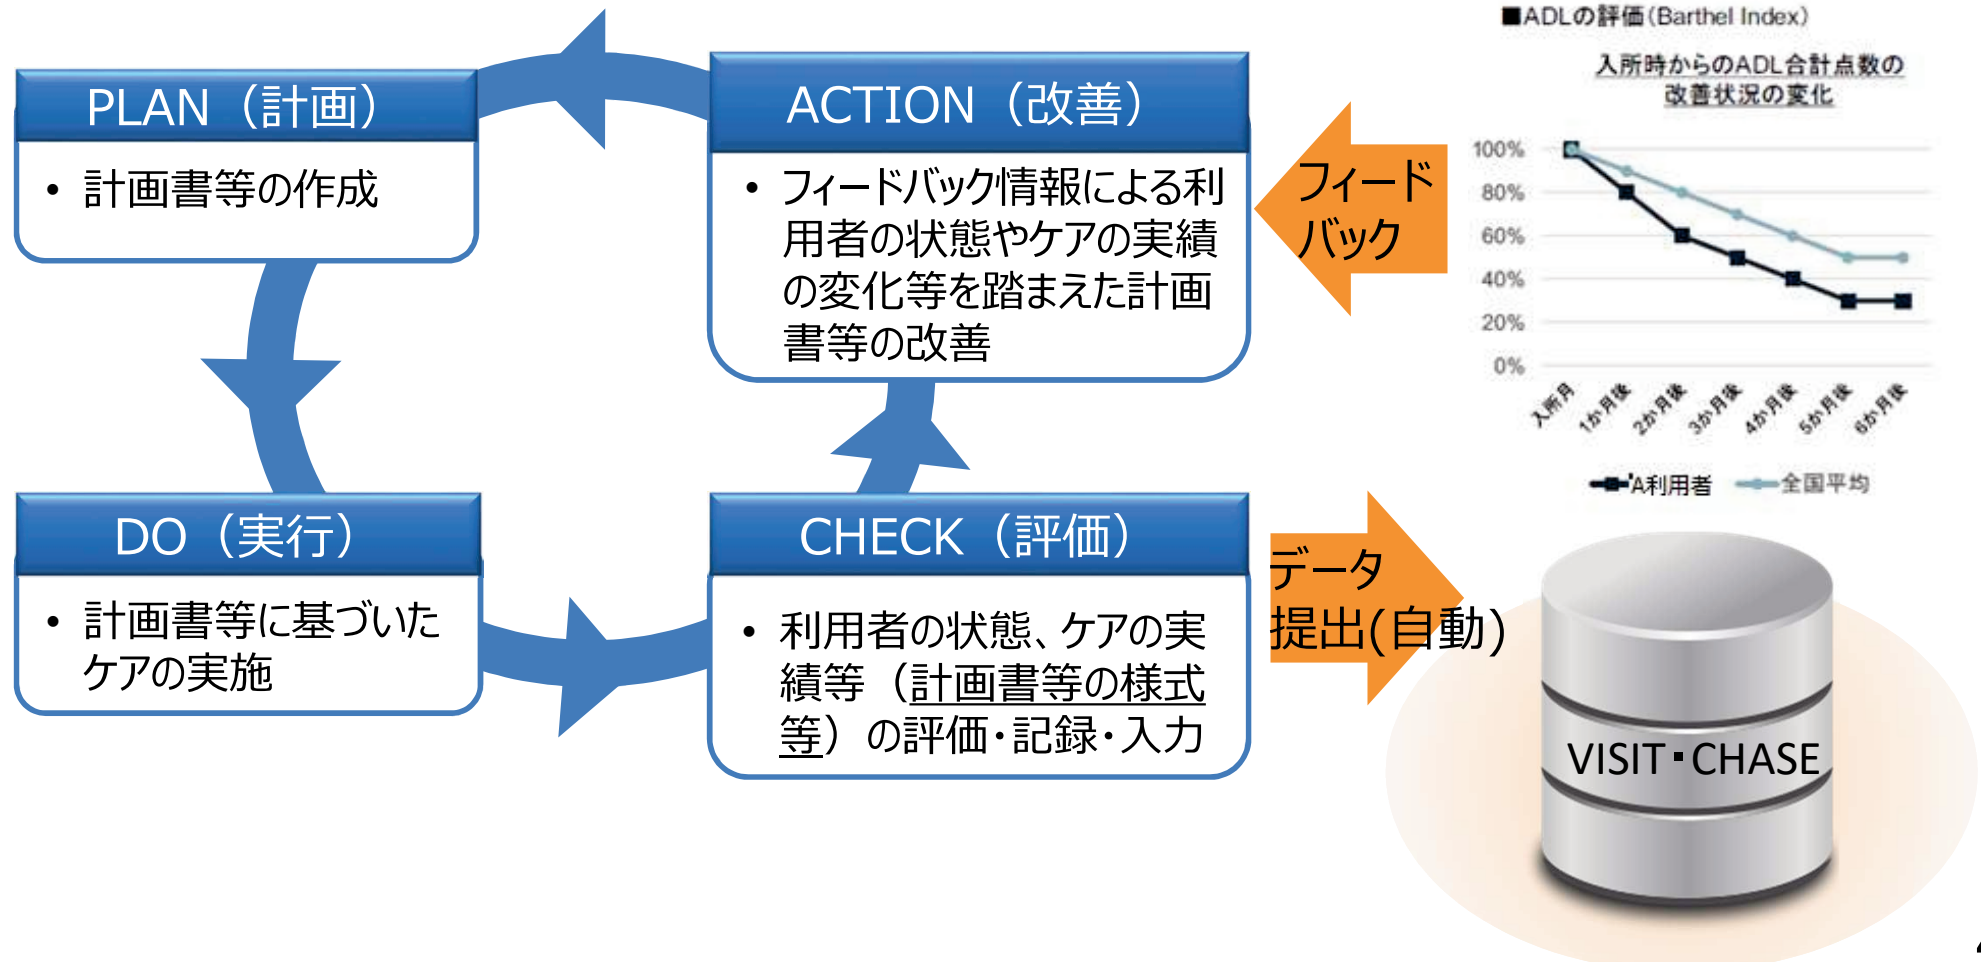 PLAN（計画）
• 計画書等の作成
ACTION（改善）
• フィードバック情報による利
用者の状態やケアの実績
の変化等を踏まえた計画
書等の改善
DO（実行）
• 計画書等に基づいた
ケアの実施
CHECK（評価）
• 利用者の状態、ケアの実
績等（計画書等の様式
等）の評価・記録・入力
フィード
バック
データ
提出(自動)
■ADLの評価（Barthel Index）
入所時からのADL合計点数の
改善状況の変化
100%
80%
60%
40%
20%
0%
入所月
1か月後
2か月後
3か月後
4か月後
5か月後
6か月後
A利用者
全国平均
VISIT・CHASE